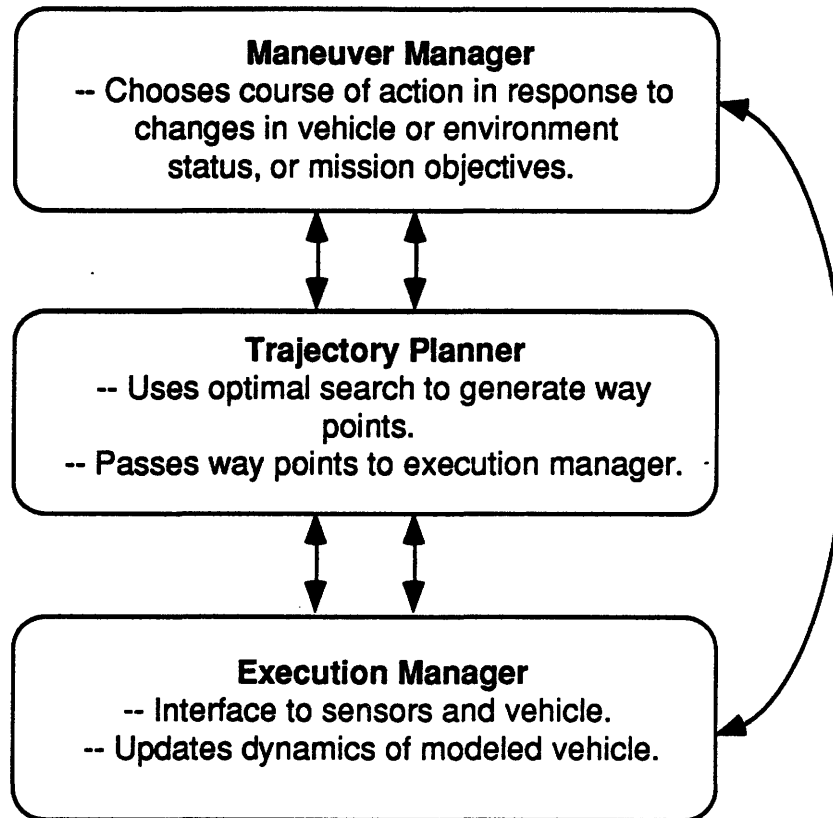 Maneuver Manager
-- Chooses course of action in response to
changes in vehicle or environment
status, or mission objectives.
Trajectory Planner
-- Uses optimal search to generate way
points.
-- Passes way points to execution manager.
Execution Manager
-- Interface to sensors and vehicle.
-- Updates dynamics of modeled vehicle.